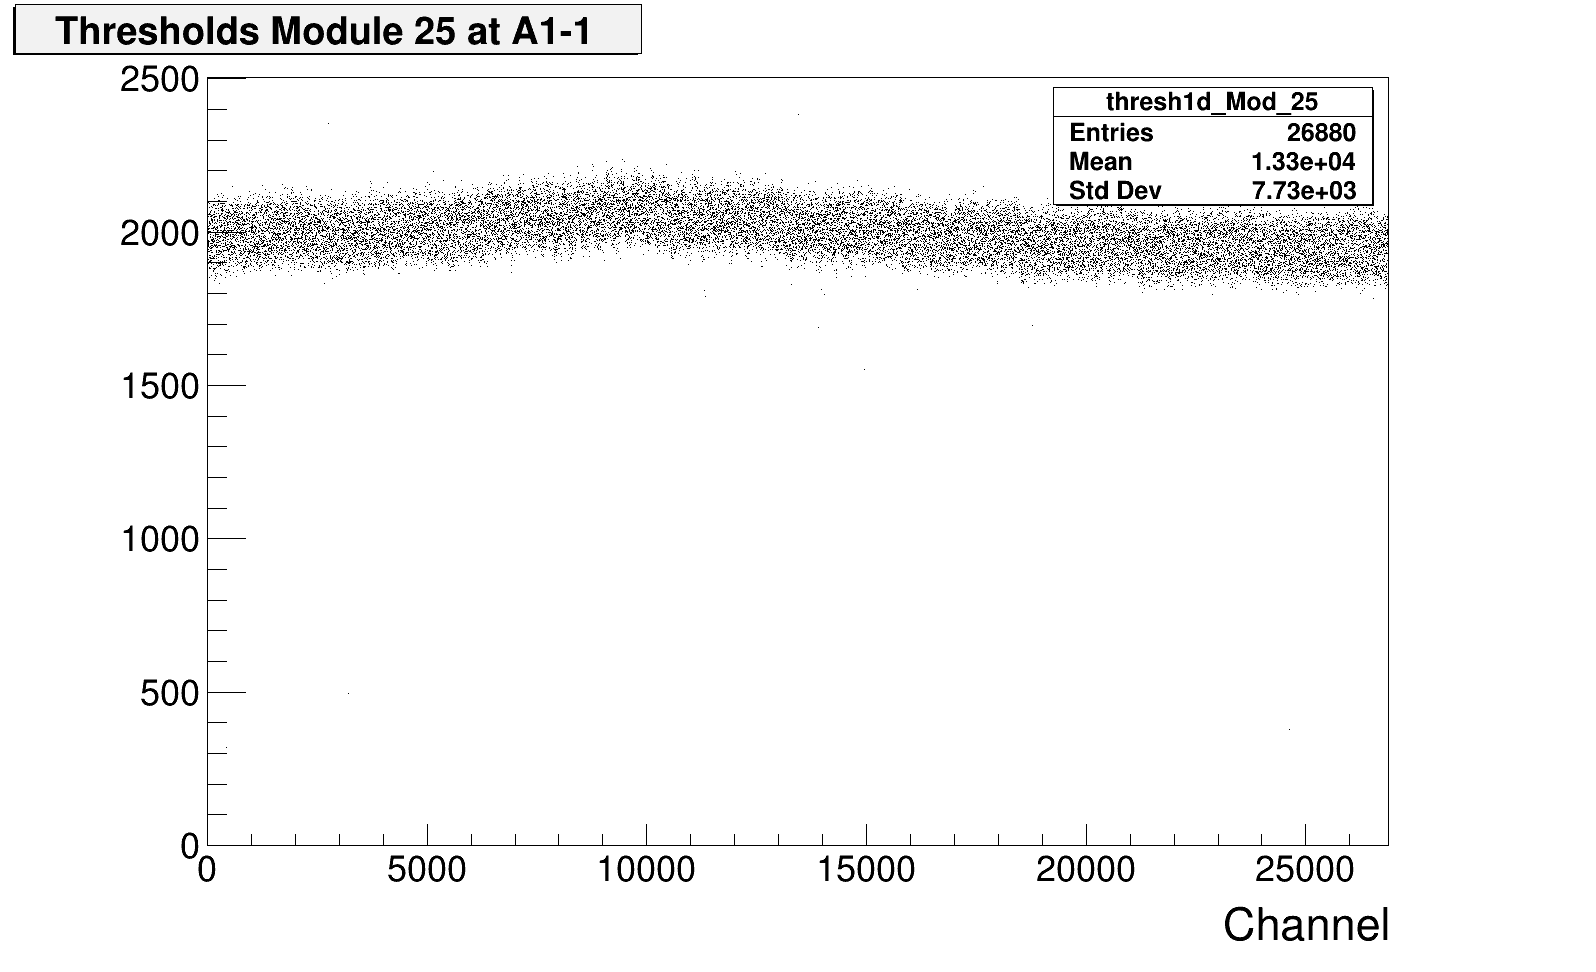 Thresholds Module 25 at A1-1
2500
thresh1d_Mod_25
Entries 26880
Mean 1.33e+04
Std Dev 7.73e+03
2000
1500
1000
500
0
0 5000 10000 15000 20000 25000
Channel